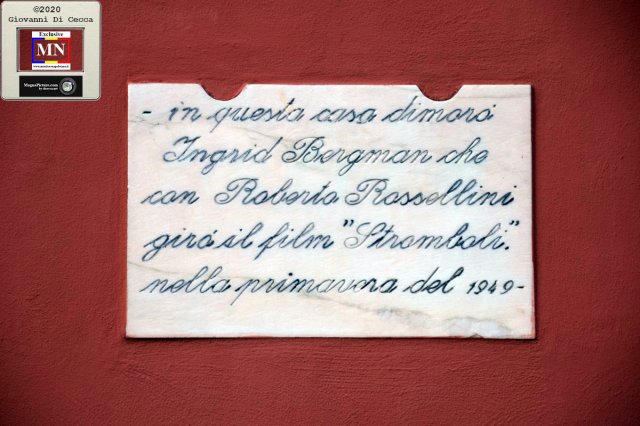 ©2020
Giovanni Di Cecca
Exclusive
MN
- in questa casa dimorò
Ingrid Bergman che
con Roberto Rossellini
girò il film "Stromboli".
nella primavera del 1949-